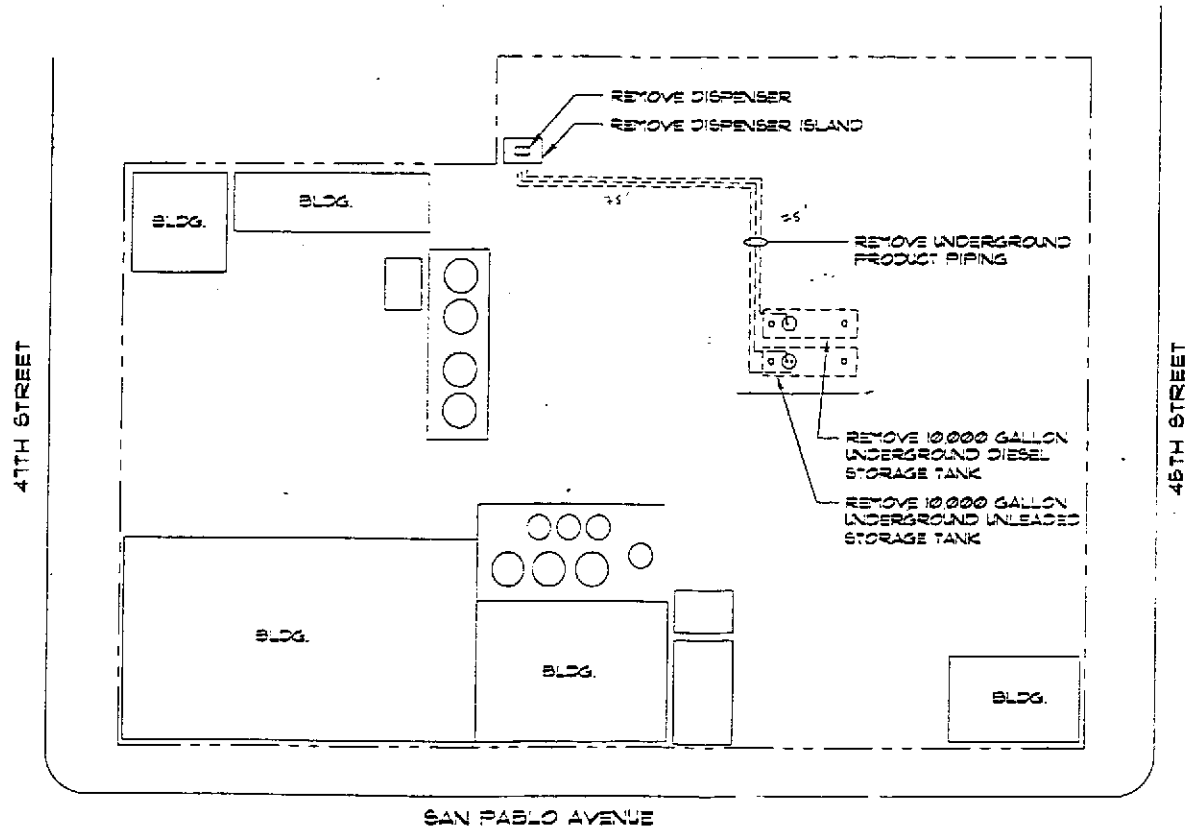 REMOVE DISPENSER
REMOVE DISPENSER ISLAND
BLDG.
BLDG.
75'
REMOVE UNDERGROUND
PRODUCT PIPING
47TH STREET
45TH STREET
REMOVE 10,000 GALLON
UNDERGROUND DIESEL
STORAGE TANK
REMOVE 10,000 GALLON
UNDERGROUND UNLEADED
STORAGE TANK
BLDG.
BLDG.
BLDG.
SAN PABLO AVENUE